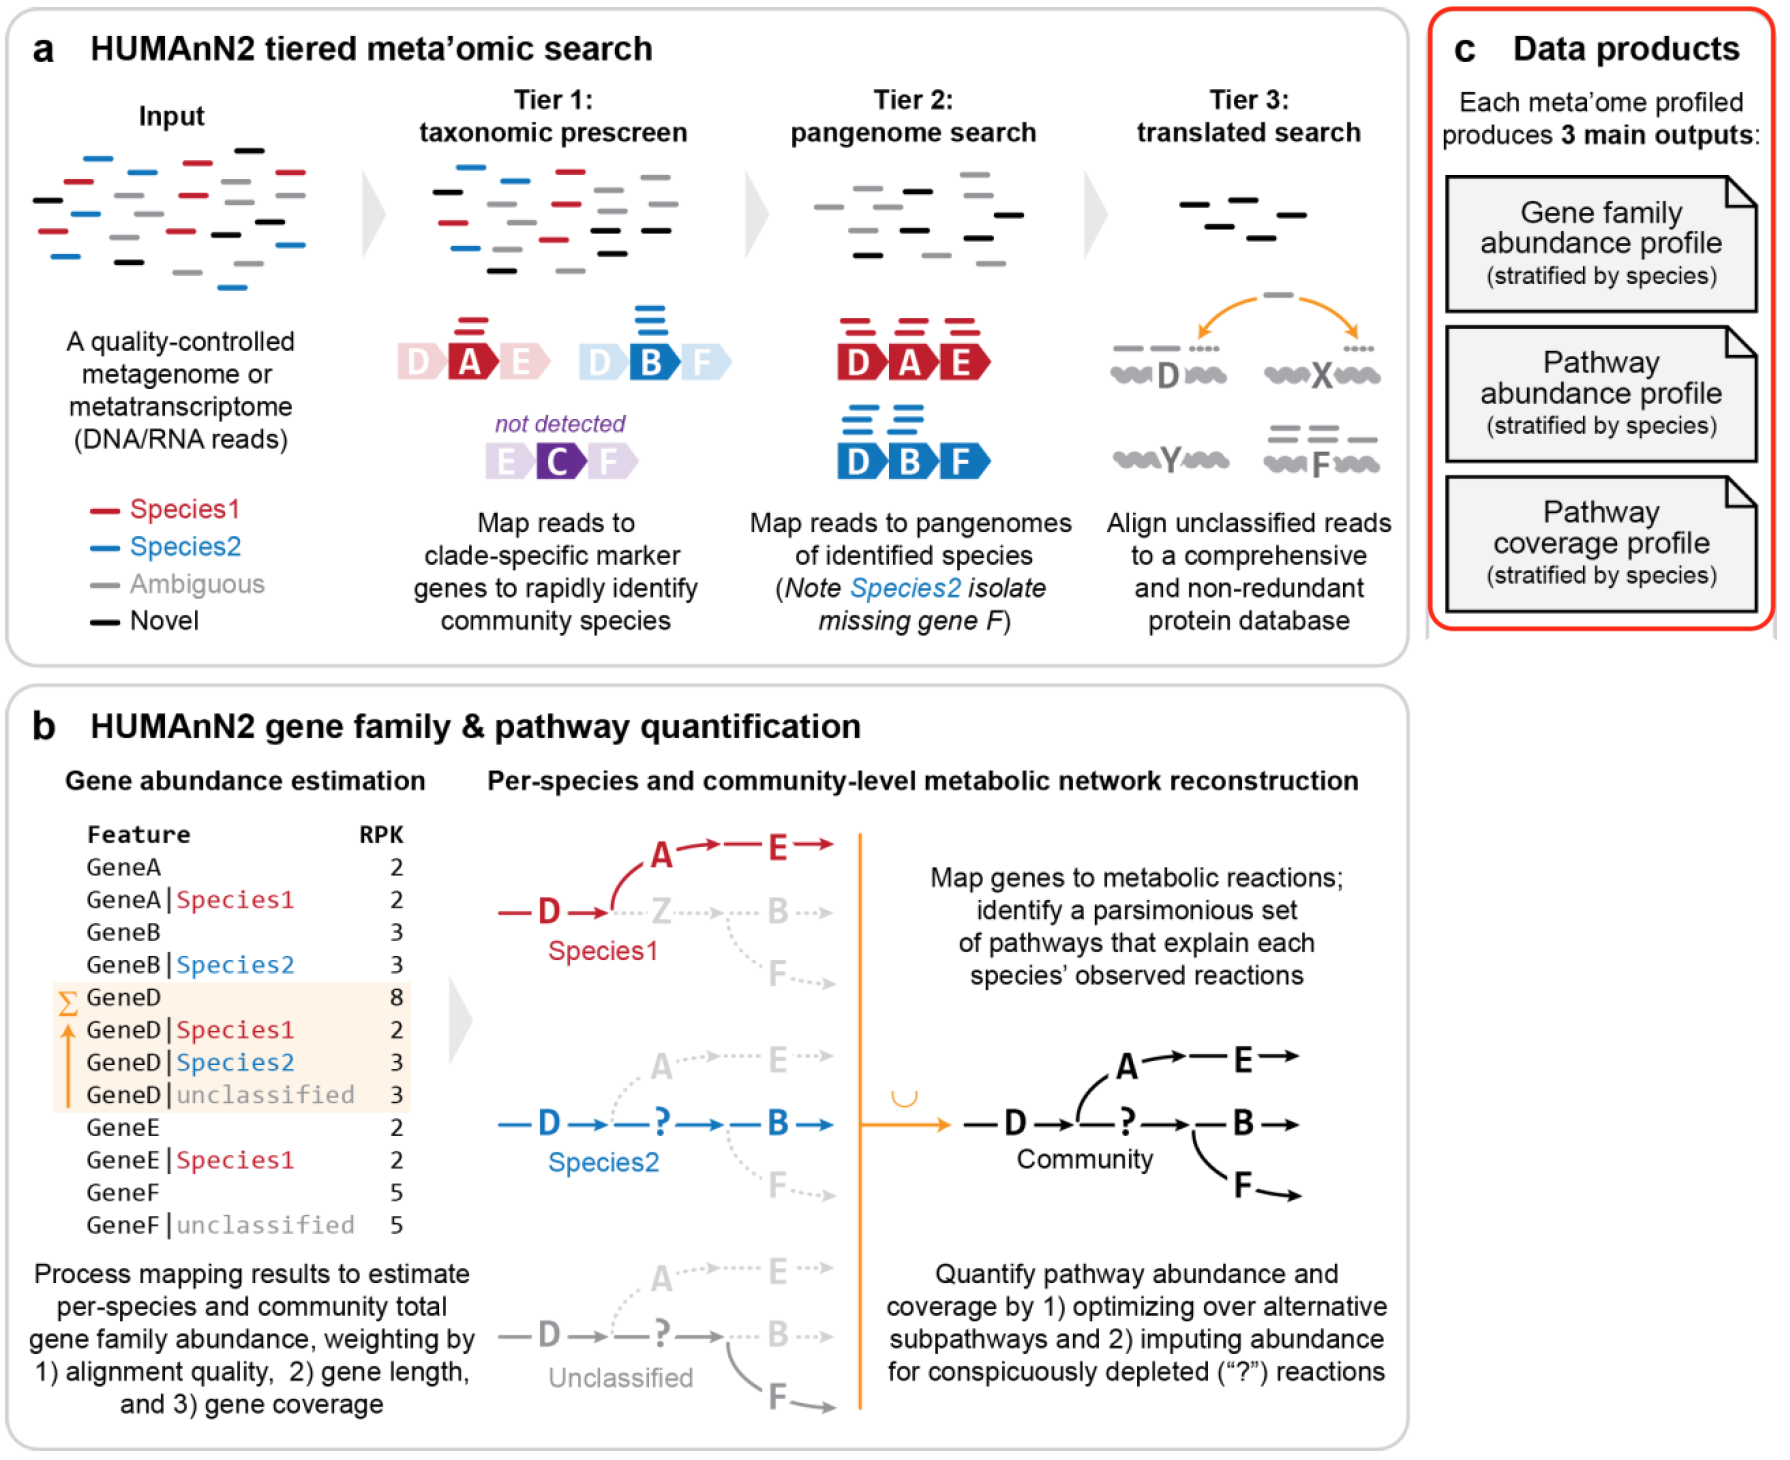 a HUMAnN2 tiered meta’omic search
Input
A quality-controlled
metagenome or
metatranscriptome
(DNA/RNA reads)
Species1
Species2
Ambiguous
Novel
Tier 1:
taxonomic prescreen
D A E
D B F
not detected
E C F
Map reads to
clade-specific marker
genes to rapidly identify
community species
Tier 2:
pangenome search
D A E
D B F
Map reads to pangenomes
of identified species
(Note Species2 isolate
missing gene F)
Tier 3:
translated search
D X
Y F
Align unclassified reads
to a comprehensive
and non-redundant
protein database
c Data products
Each meta’ome profiled
produces 3 main outputs:
Gene family
abundance profile
(stratified by species)
Pathway
abundance profile
(stratified by species)
Pathway
coverage profile
(stratified by species)
b HUMAnN2 gene family & pathway quantification
Gene abundance estimation
Feature RPK
GeneA 2
GeneA|Species1 2
GeneB 3
GeneB|Species2 3
Σ GeneD 8
GeneD|Species1 2
GeneD|Species2 3
GeneD|unclassified 3
GeneE 2
GeneE|Species1 2
GeneF 5
GeneF|unclassified 5
Process mapping results to estimate
per-species and community total
gene family abundance, weighting by
1) alignment quality, 2) gene length,
and 3) gene coverage
Per-species and community-level metabolic network reconstruction
A E
D Z B
Species1
F
A E
D ? B
Species2
F
A E
D ? B
Unclassified
F
Map genes to metabolic reactions;
identify a parsimonious set
of pathways that explain each
species’ observed reactions
A E
D ? B
Community
F
Quantify pathway abundance and
coverage by 1) optimizing over alternative
subpathways and 2) imputing abundance
for conspicuously depleted (“?”) reactions